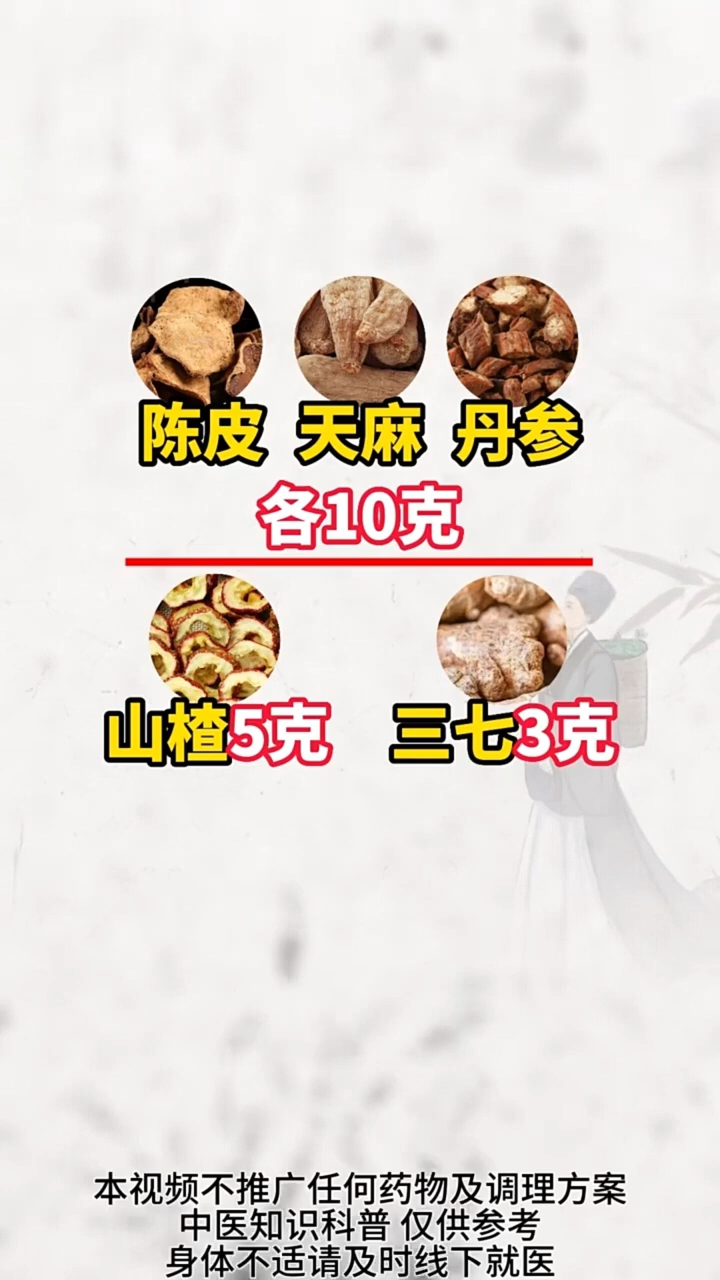 陈皮 天麻 丹参
各10克
山楂5克 三七3克
本视频不推广任何药物及调理方案
中医知识科普 仅供参考
身体不适请及时线下就医